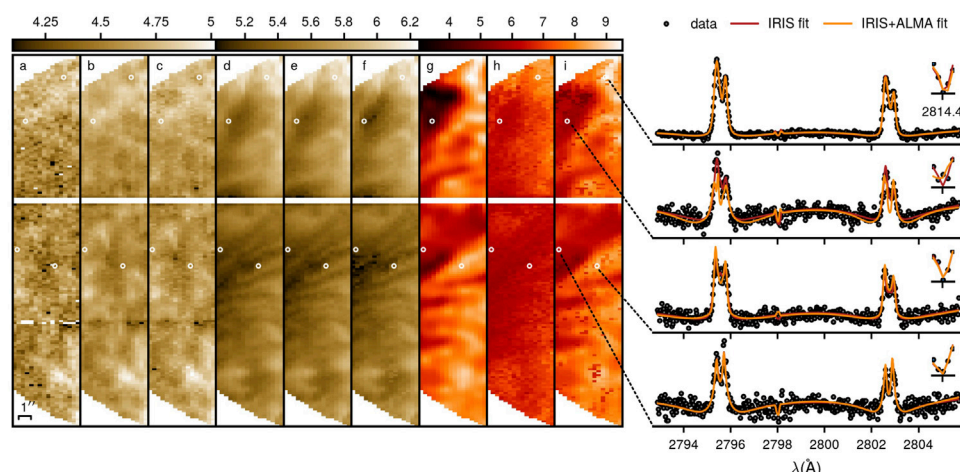 4.25 4.5 4.75 5 5.2 5.4 5.6 5.8 6 6.2 4 5 6 7 8 9
data IRIS fit IRIS+ALMA fit
a b c d e f g h i
2814.4
1″
2794 2796 2798 2800 2802 2804
λ(Å)